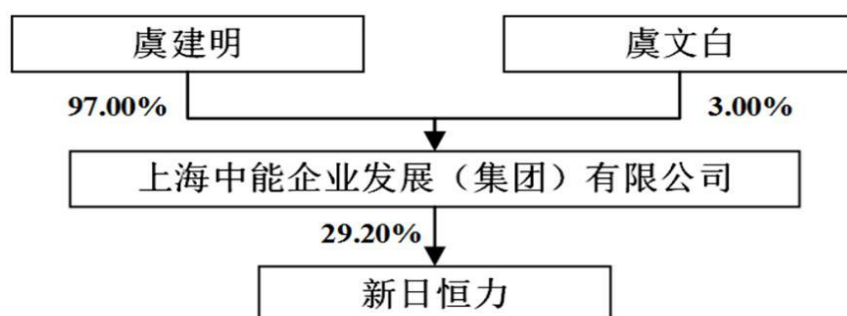 虞建明
虞文白
97.00%
3.00%
上海中能企业发展（集团）有限公司
29.20%
新日恒力